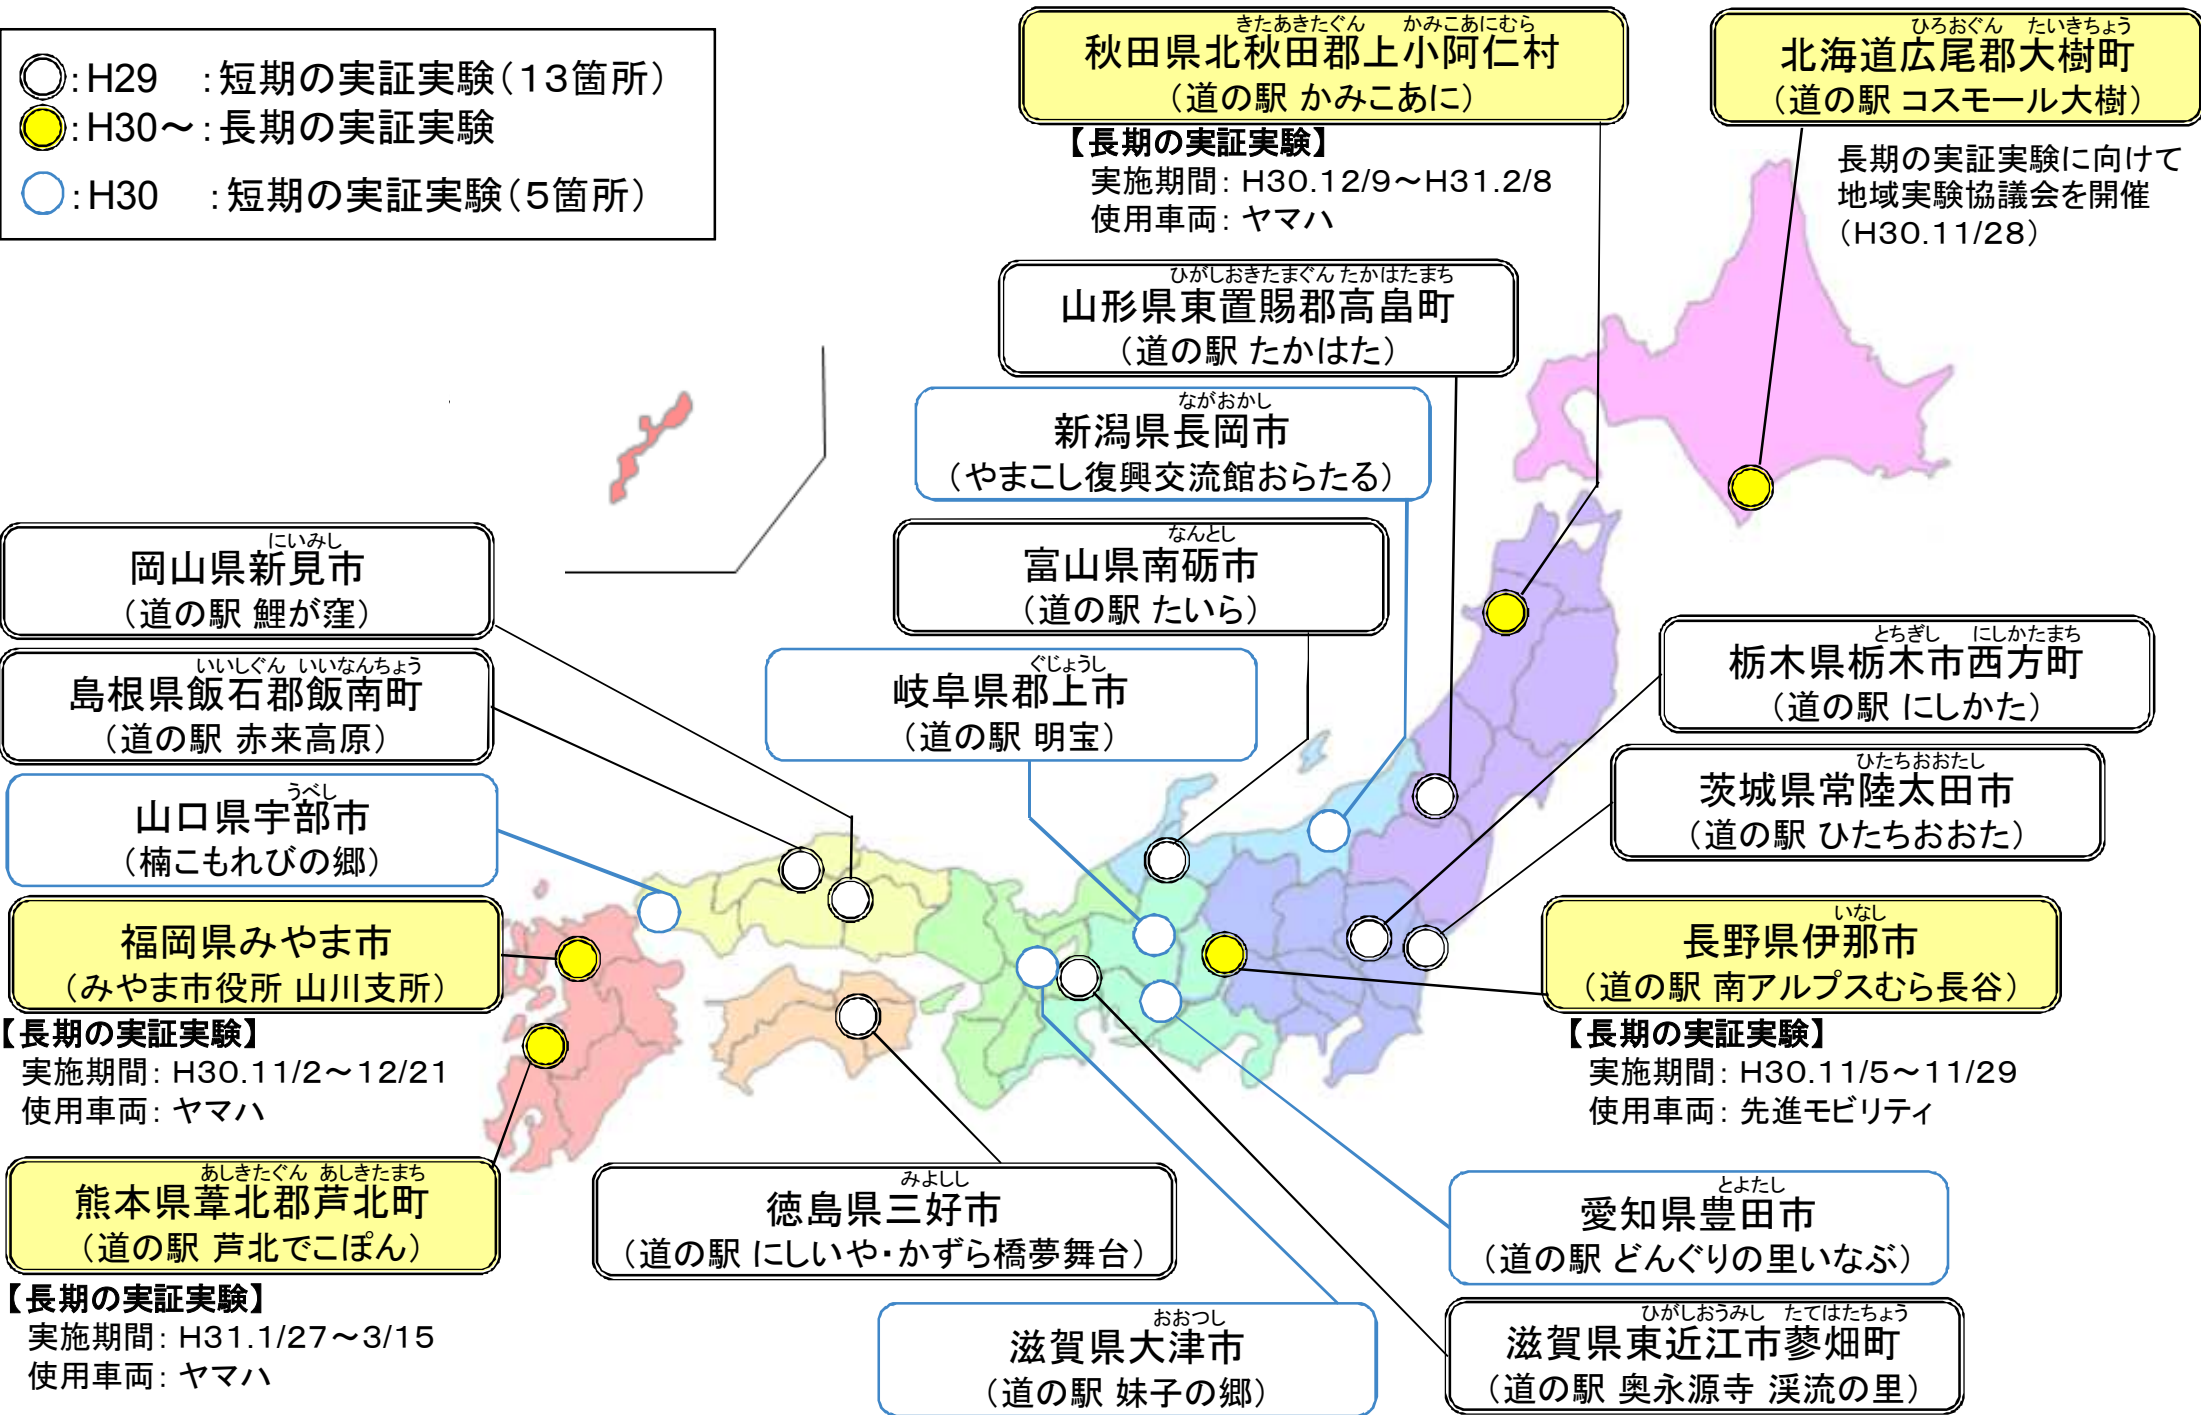 ○:H29 :短期の実証実験（13箇所）
○:H30～:長期の実証実験
○:H30 :短期の実証実験（5箇所）
きたあきたぐん かみこあにむら
秋田県北秋田郡上小阿仁村
（道の駅 かみこあに）
【長期の実証実験】
実施期間：H30.12/9～H31.2/8
使用車両：ヤマハ
ひろおぐん たいきちょう
北海道広尾郡大樹町
（道の駅 コスモール大樹）
長期の実証実験に向けて
地域実験協議会を開催
（H30.11/28）
ひがしおきたまぐん たかはたまち
山形県東置賜郡高畠町
（道の駅 たかはた）
ながおかし
新潟県長岡市
（やまこし復興交流館おらたる）
なんとし
富山県南砺市
（道の駅 たいら）
ぐじょうし
岐阜県郡上市
（道の駅 明宝）
にいみし
岡山県新見市
（道の駅 鯉が窪）
いいしぐん いいなんちょう
島根県飯石郡飯南町
（道の駅 赤来高原）
うべし
山口県宇部市
（楠こもれびの郷）
福岡県みやま市
（みやま市役所 山川支所）
【長期の実証実験】
実施期間：H30.11/2～12/21
使用車両：ヤマハ
あしきたぐん あしきたまち
熊本県葦北郡芦北町
（道の駅 芦北でこぽん）
【長期の実証実験】
実施期間：H31.1/27～3/15
使用車両：ヤマハ
とちぎし にしかたまち
栃木県栃木市西方町
（道の駅 にしかた）
ひたちおおたし
茨城県常陸太田市
（道の駅 ひたちおおた）
いなし
長野県伊那市
（道の駅 南アルプスむら長谷）
【長期の実証実験】
実施期間：H30.11/5～11/29
使用車両：先進モビリティ
みよしし
徳島県三好市
（道の駅 にしいや・かずら橋夢舞台）
とよたし
愛知県豊田市
（道の駅 どんぐりの里いなぶ）
おおつし
滋賀県大津市
（道の駅 妹子の郷）
ひがしおうみし たてはたちょう
滋賀県東近江市蓼畑町
（道の駅 奥永源寺 渓流の里）